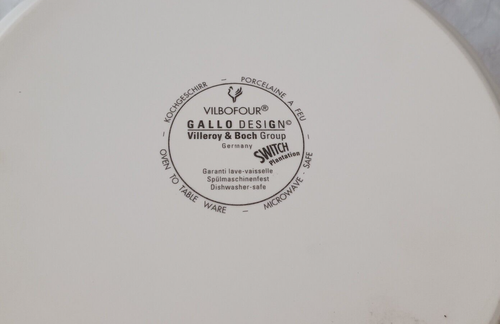 KOCHGESCHIRR – PORCELAINE A FEU –
VILBOFOUR®
GALLO DESIGN©
Villeroy & Boch Group
Germany
SWITCH
Plantation
Garanti lave-vaisselle
Spülmaschinenfest
Dishwasher-safe
OVEN TO TABLE WARE – MICROWAVE - SAFE –